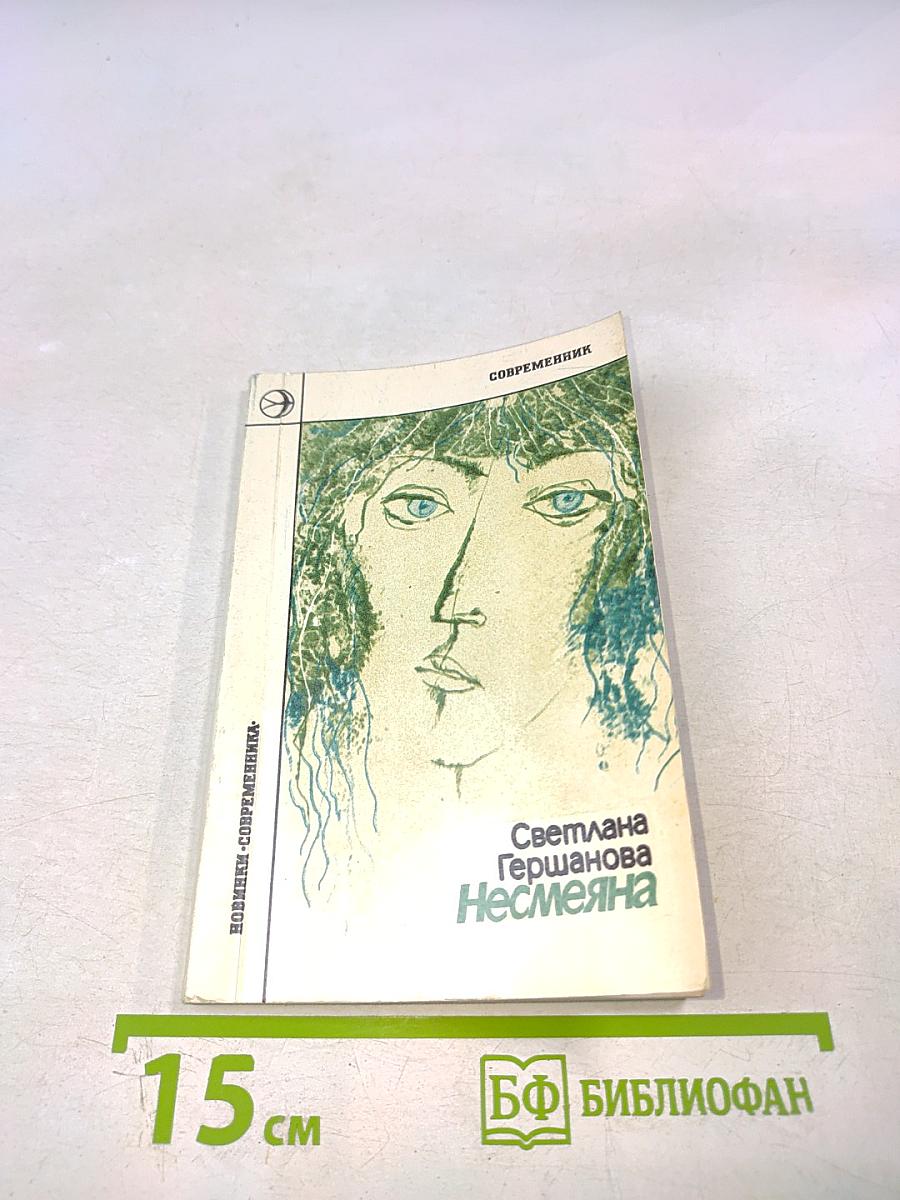 СОВРЕМЕННИК
НОВИНКИ «СОВРЕМЕННИКА»
Светлана
Гершанова
Несмеяна
15 см
БФ БИБЛИОФАН